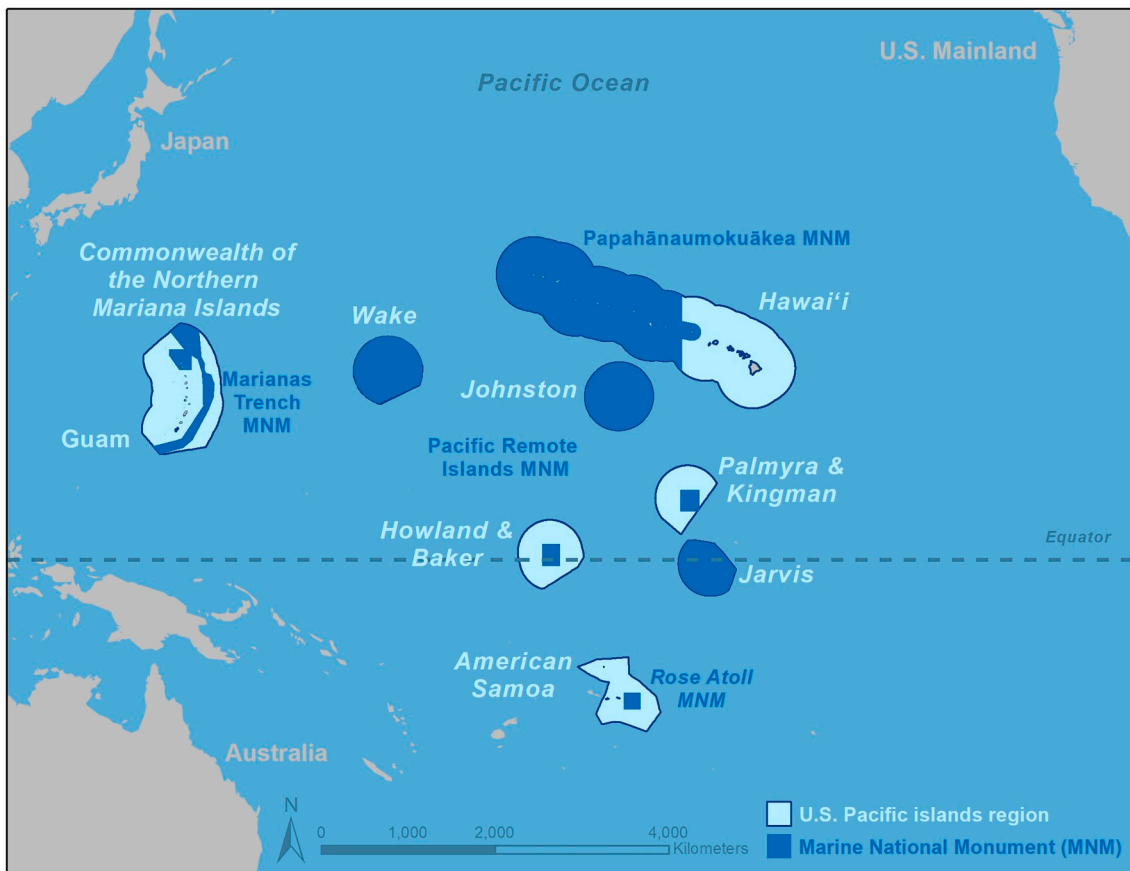 U.S. Mainland
Pacific Ocean
Japan
Papahānaumokuākea MNM
Commonwealth of
the Northern
Mariana Islands
Hawaiʻi
Wake
Marianas
Trench
MNM
Johnston
Guam
Pacific Remote
Islands MNM
Palmyra &
Kingman
Howland &
Baker
Equator
Jarvis
American
Samoa
Rose Atoll
MNM
Australia
N
0 1,000 2,000 4,000
Kilometers
U.S. Pacific islands region
Marine National Monument (MNM)